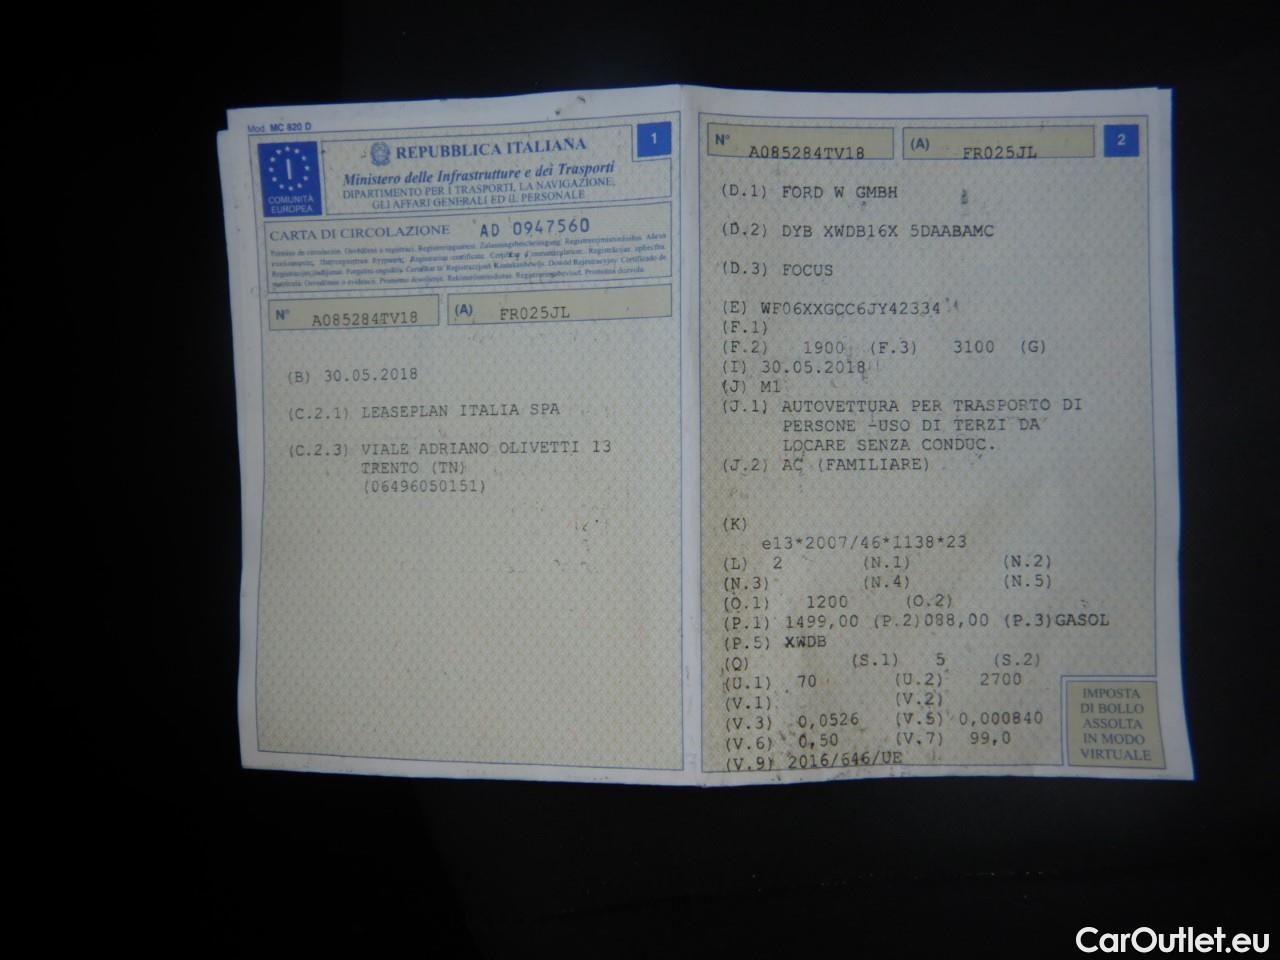 Mod. MC 820 D
I
COMUNITÀ
EUROPEA
REPUBBLICA ITALIANA
Ministero delle Infrastrutture e dei Trasporti
DIPARTIMENTO PER I TRASPORTI, LA NAVIGAZIONE,
GLI AFFARI GENERALI ED IL PERSONALE
1
CARTA DI CIRCOLAZIONE AD 0947560
N° A085284TV18 (A) FR025JL
(B) 30.05.2018
(C.2.1) LEASEPLAN ITALIA SPA
(C.2.3) VIALE ADRIANO OLIVETTI 13
TRENTO (TN)
(06496050151)
N° A085284TV18 (A) FR025JL 2
(D.1) FORD W GMBH
(D.2) DYB XWDB16X 5DAABAMC
(D.3) FOCUS
(E) WF06XXGCC6JY42334
(F.1)
(F.2) 1900 (F.3) 3100 (G)
(I) 30.05.2018
(J) M1
(J.1) AUTOVETTURA PER TRASPORTO DI
PERSONE -USO DI TERZI DA
LOCARE SENZA CONDUC.
(J.2) AC (FAMILIARE)
(K)
e13*2007/46*1138*23
(L) 2 (N.1) (N.2)
(N.3) (N.4) (N.5)
(O.1) 1200 (O.2)
(P.1) 1499,00 (P.2)088,00 (P.3)GASOL
(P.5) XWDB
(Q) (S.1) 5 (S.2)
(U.1) 70 (U.2) 2700
(V.1) (V.2)
(V.3) 0,0526 (V.5) 0,000840
(V.6) 0,50 (V.7) 99,0
(V.9) 2016/646/UE
IMPOSTA
DI BOLLO
ASSOLTA
IN MODO
VIRTUALE
CarOutlet.eu